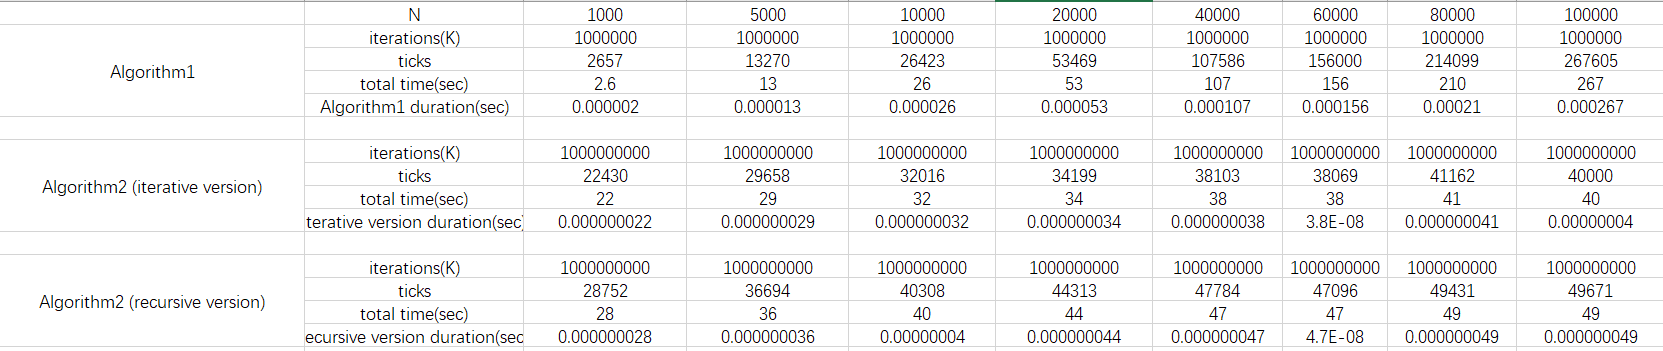 N 1000 5000 10000 20000 40000 60000 80000 100000
iterations(K) 1000000 1000000 1000000 1000000 1000000 1000000 1000000 1000000
Algorithm1
ticks 2657 13270 26423 53469 107586 156000 214099 267605
total time(sec) 2.6 13 26 53 107 156 210 267
Algorithm1 duration(sec) 0.000002 0.000013 0.000026 0.000053 0.000107 0.000156 0.00021 0.000267
iterations(K) 1000000000 1000000000 1000000000 1000000000 1000000000 1000000000 1000000000 1000000000
Algorithm2 (iterative version)
ticks 22430 29658 32016 34199 38103 38069 41162 40000
total time(sec) 22 29 32 34 38 38 41 40
terative version duration(sec) 0.000000022 0.000000029 0.000000032 0.000000034 0.000000038 3.8E-08 0.000000041 0.00000004
iterations(K) 1000000000 1000000000 1000000000 1000000000 1000000000 1000000000 1000000000 1000000000
Algorithm2 (recursive version)
ticks 28752 36694 40308 44313 47784 47096 49431 49671
total time(sec) 28 36 40 44 47 47 49 49
ecursive version duration(sec 0.000000028 0.000000036 0.00000004 0.000000044 0.000000047 4.7E-08 0.000000049 0.000000049